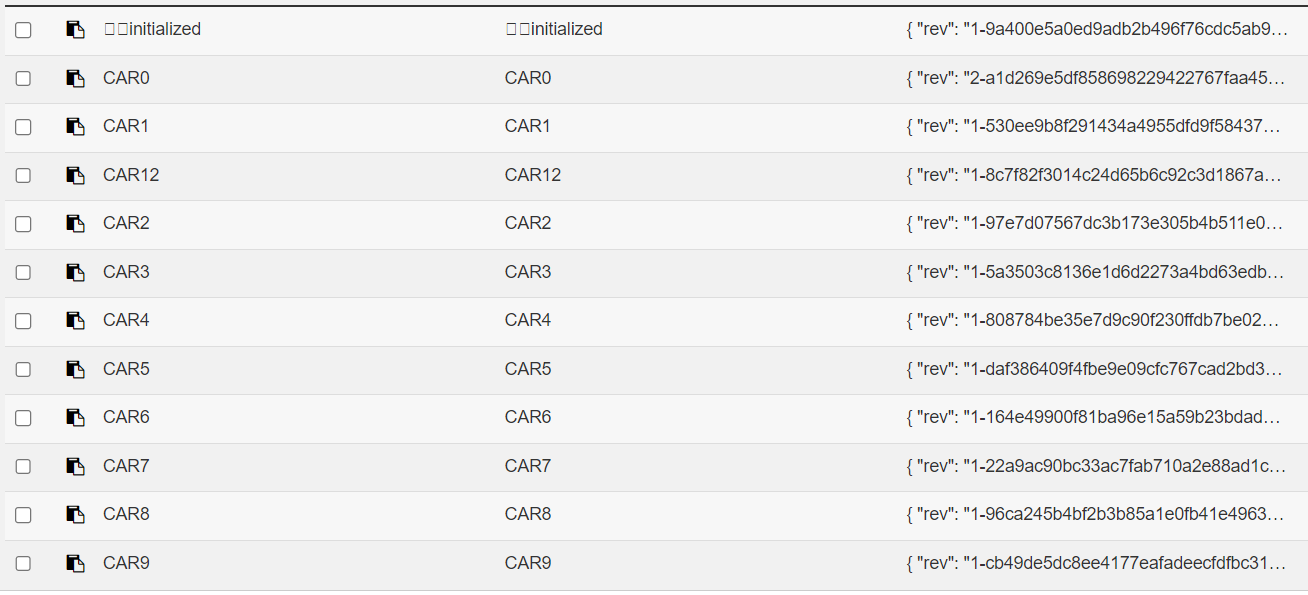 □□initialized □□initialized { "rev": "1-9a400e5a0ed9adb2b496f76cdc5ab9...
CAR0 CAR0 { "rev": "2-a1d269e5df858698229422767faa45...
CAR1 CAR1 { "rev": "1-530ee9b8f291434a4955dfd9f58437...
CAR12 CAR12 { "rev": "1-8c7f82f3014c24d65b6c92c3d1867a...
CAR2 CAR2 { "rev": "1-97e7d07567dc3b173e305b4b511e0...
CAR3 CAR3 { "rev": "1-5a3503c8136e1d6d2273a4bd63edb...
CAR4 CAR4 { "rev": "1-808784be35e7d9c90f230ffdb7be02...
CAR5 CAR5 { "rev": "1-daf386409f4fbe9e09cfc767cad2bd3...
CAR6 CAR6 { "rev": "1-164e49900f81ba96e15a59b23bdad...
CAR7 CAR7 { "rev": "1-22a9ac90bc33ac7fab710a2e88ad1c...
CAR8 CAR8 { "rev": "1-96ca245b4bf2b3b85a1e0fb41e4963...
CAR9 CAR9 { "rev": "1-cb49de5dc8ee4177eafadeecfdfbc31...